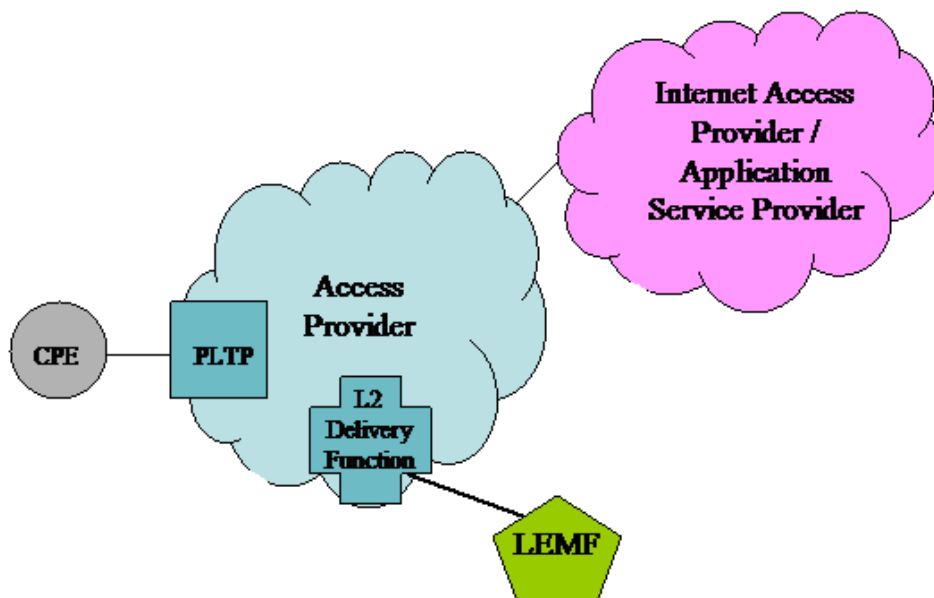 Internet Access
Provider /
Application
Service Provider
Access
Provider
CPE
PLTP
L2
Delivery
Function
LEMF